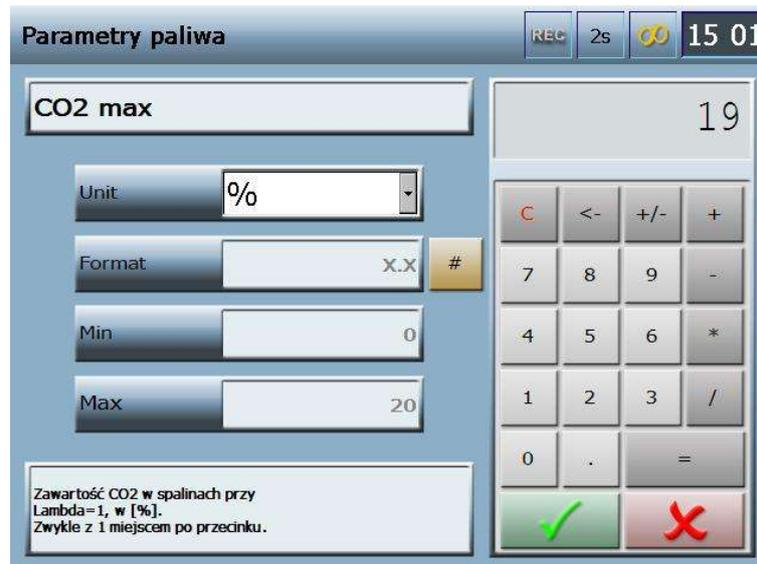 Parametry paliwa
REC 2s 15 01
CO2 max
19
Unit
%
Format
X.X
#
Min
0
Max
20
C <- +/- +
7 8 9 -
4 5 6 *
1 2 3 /
0 . =
Zawartość CO2 w spalinach przy
Lambda=1, w [%].
Zwykle z 1 miejscem po przecinku.